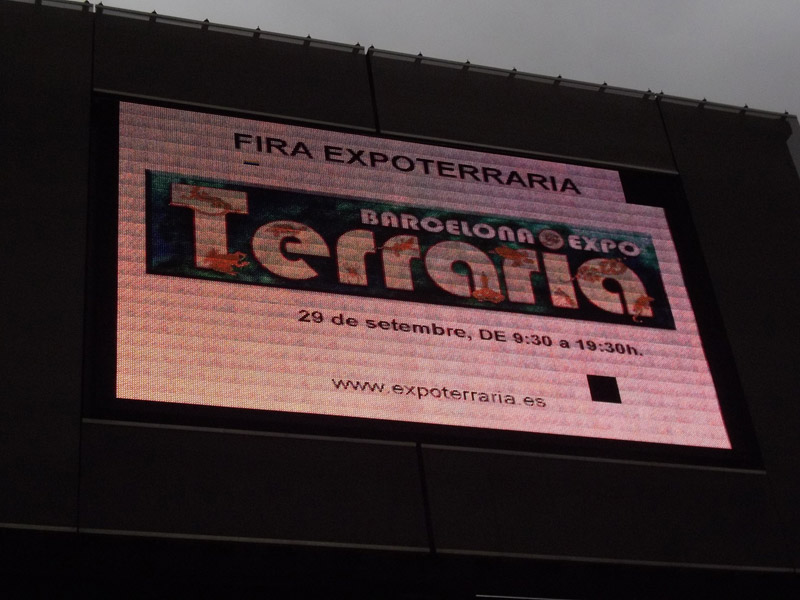 FIRA EXPOTERRARIA
BARCELONA EXPO
Terraria
29 de setembre, DE 9:30 a 19:30h.
www.expoterraria.es